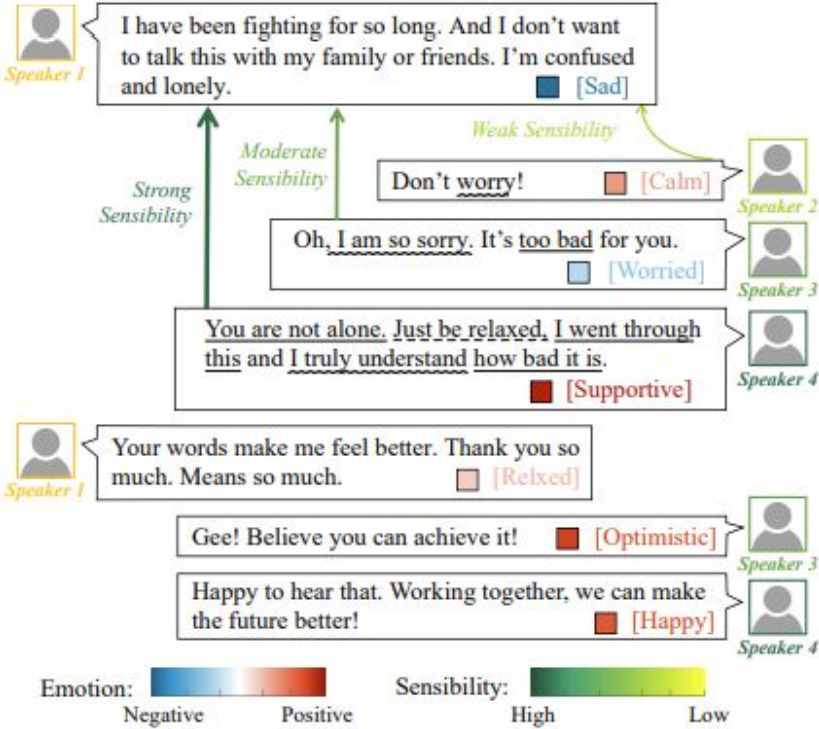 I have been fighting for so long. And I don't want
to talk this with my family or friends. I'm confused
and lonely.
[Sad]
Speaker 1
Weak Sensibility
Moderate
Sensibility
Strong
Sensibility
Don't worry!
[Calm]
Speaker 2
Oh, I am so sorry. It's too bad for you.
[Worried]
Speaker 3
You are not alone. Just be relaxed, I went through
this and I truly understand how bad it is.
[Supportive]
Speaker 4
Your words make me feel better. Thank you so
much. Means so much.
[Relxed]
Speaker 1
Gee! Believe you can achieve it!
[Optimistic]
Speaker 3
Happy to hear that. Working together, we can make
the future better!
[Happy]
Speaker 4
Emotion:
Negative
Positive
Sensibility:
High
Low